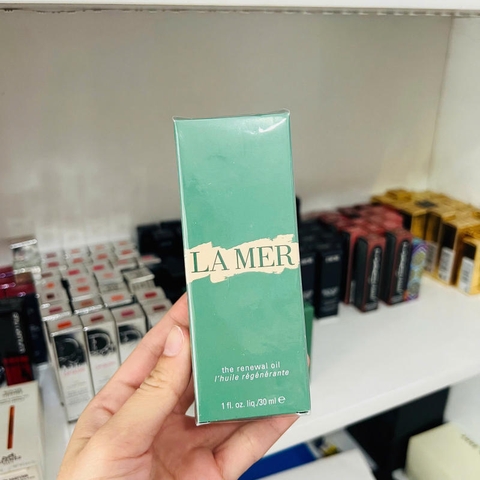 LA MER
the renewal oil
l'huile régénérante
1 fl. oz. liq./30 ml e